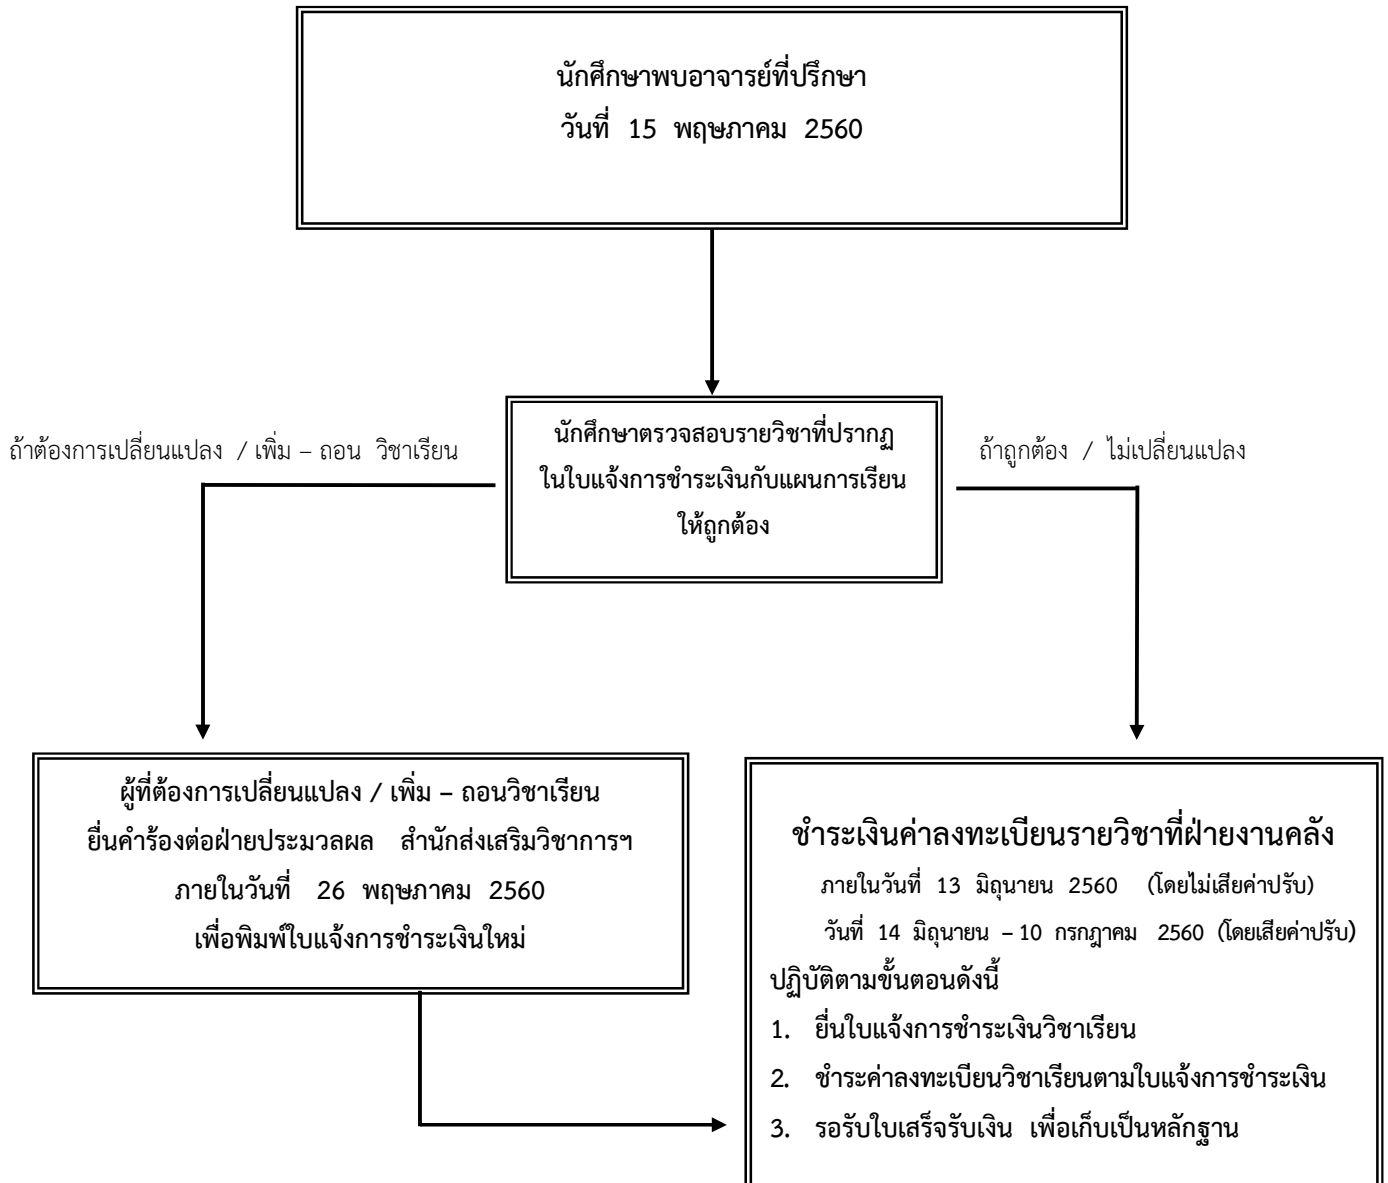 นักศึกษาพบอาจารย์ที่ปรึกษา
วันที่ 15 พฤษภาคม 2560
นักศึกษาตรวจสอบรายวิชาที่ปรากฏ
ในใบแจ้งการชำระเงินกับแผนการเรียน
ให้ถูกต้อง
ถ้าต้องการเปลี่ยนแปลง / เพิ่ม – ถอน วิชาเรียน
ถ้าถูกต้อง / ไม่เปลี่ยนแปลง
ผู้ที่ต้องการเปลี่ยนแปลง / เพิ่ม – ถอนวิชาเรียน
ยื่นคำร้องต่อฝ่ายประมวลผล สำนักส่งเสริมวิชาการฯ
ภายในวันที่ 26 พฤษภาคม 2560
เพื่อพิมพ์ใบแจ้งการชำระเงินใหม่
ชำระเงินค่าลงทะเบียนรายวิชาที่ฝ่ายงานคลัง
ภายในวันที่ 13 มิถุนายน 2560 (โดยไม่เสียค่าปรับ)
วันที่ 14 มิถุนายน – 10 กรกฎาคม 2560 (โดยเสียค่าปรับ)
ปฏิบัติตามขั้นตอนดังนี้
1. ยื่นใบแจ้งการชำระเงินวิชาเรียน
2. ชำระค่าลงทะเบียนวิชาเรียนตามใบแจ้งการชำระเงิน
3. รอรับใบเสร็จรับเงิน เพื่อเก็บเป็นหลักฐาน